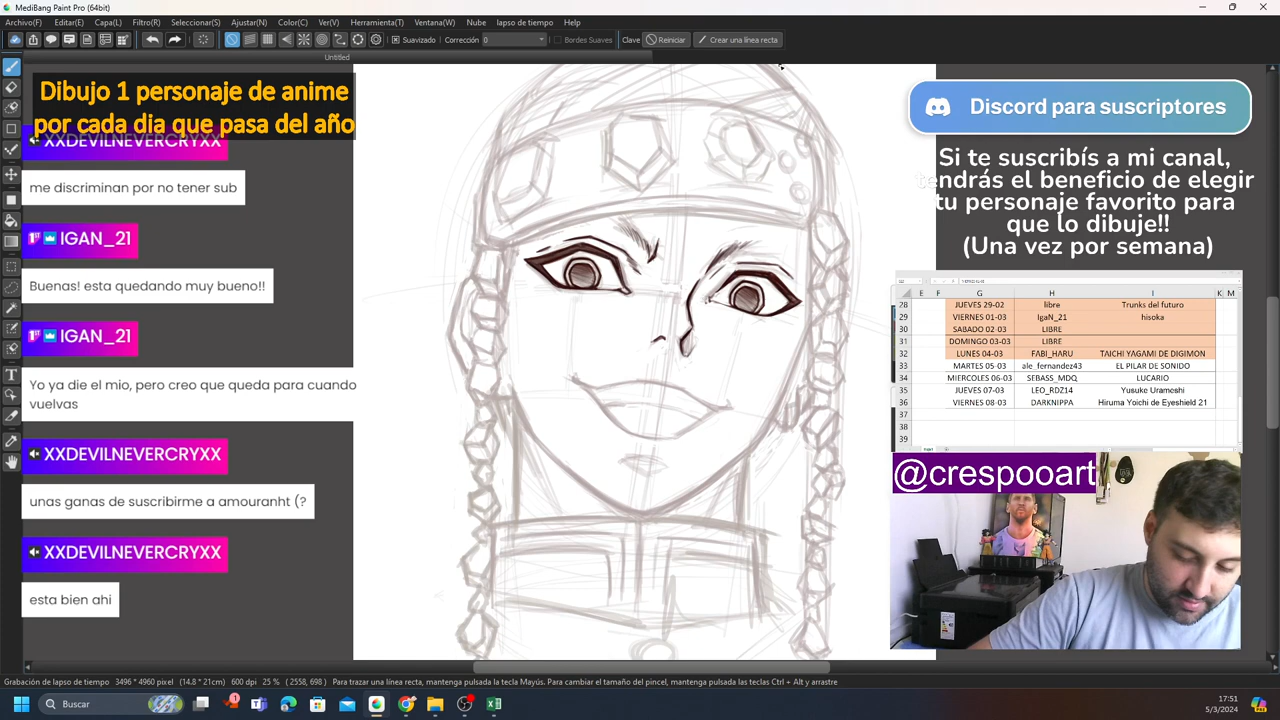 MediBang Paint Pro (64bit)
Archivo(F) Editar(E) Capa(L) Filtro(R) Seleccionar(S) Ajustar(N) Color(C) Ver(V) Herramienta(T) Ventana(W) Nube lapso de tiempo Help
Suavizado Corrección 0 Bordes Suaves Clave Reiniciar Crear una línea recta
Untitled
Dibujo 1 personaje de anime
por cada dia que pasa del año
XXDEVILNEVERCRYXX
me discriminan por no tener sub
IGAN_21
Buenas! esta quedando muy bueno!!
IGAN_21
Yo ya die el mio, pero creo que queda para cuando
vuelvas
XXDEVILNEVERCRYXX
unas ganas de suscribirme a amouranht (?
XXDEVILNEVERCRYXX
esta bien ahi
Discord para suscriptores
Si te suscribís a mi canal,
tendrás el beneficio de elegir
tu personaje favorito para
que lo dibuje!!
(Una vez por semana)
E F G H I K M
28 JUEVES 29-02 libre Trunks del futuro
29 VIERNES 01-03 IgaN_21 hisoka
30 SABADO 02-03 LIBRE
31 DOMINGO 03-03 LIBRE
32 LUNES 04-03 FABI_HARU TAICHI YAGAMI DE DIGIMON
33 MARTES 05-03 ale_fernandez43 EL PILAR DE SONIDO
34 MIERCOLES 06-03 SEBASS_MDQ LUCARIO
35 JUEVES 07-03 LEO_RDZ14 Yusuke Urameshi
36 VIERNES 08-03 DARKNIPPA Hiruma Yoichi de Eyeshield 21
37
38
39
@crespooart
Grabación de lapso de tiempo 3496 * 4960 pixel (14.8 * 21cm) 600 dpi 25 % ( 2558, 698 ) Para trazar una línea recta, mantenga pulsada la tecla Mayús. Para cambiar el tamaño del pincel, mantenga pulsadas las teclas Ctrl + Alt y arrastre
Buscar
17:51
5/3/2024